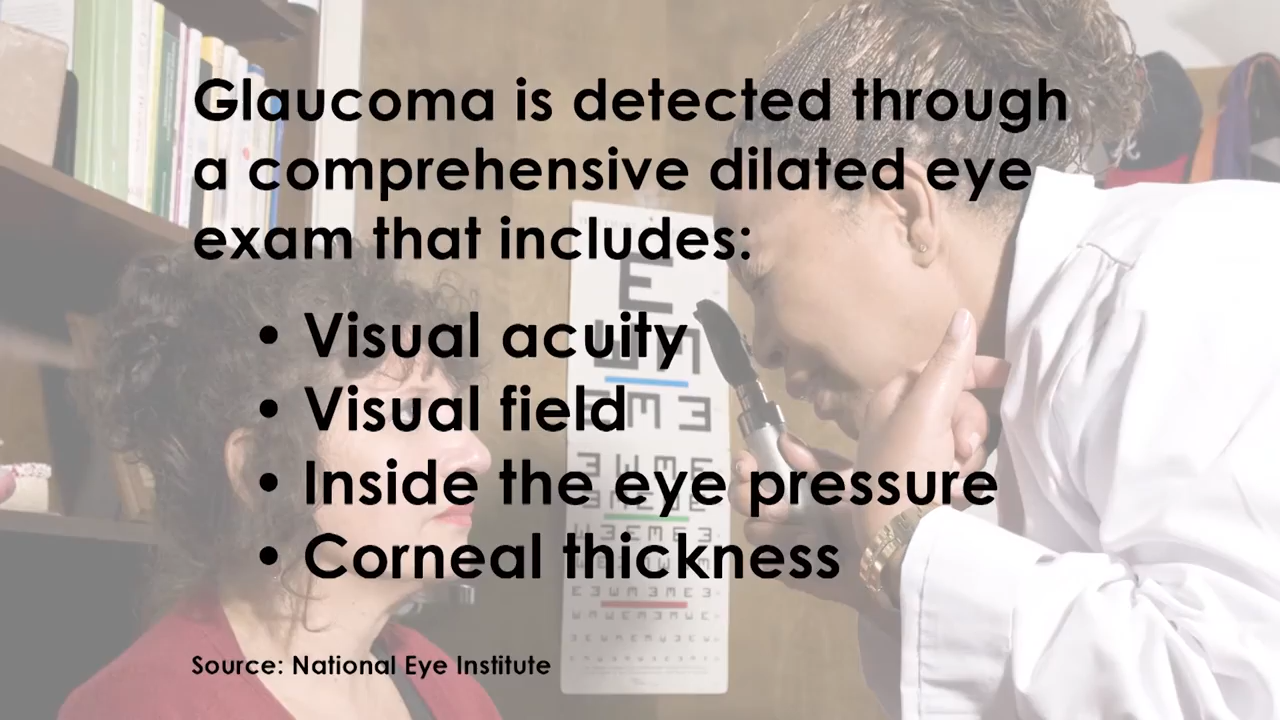 Glaucoma is detected through
a comprehensive dilated eye
exam that includes:
• Visual acuity
• Visual field
• Inside the eye pressure
• Corneal thickness
Source: National Eye Institute